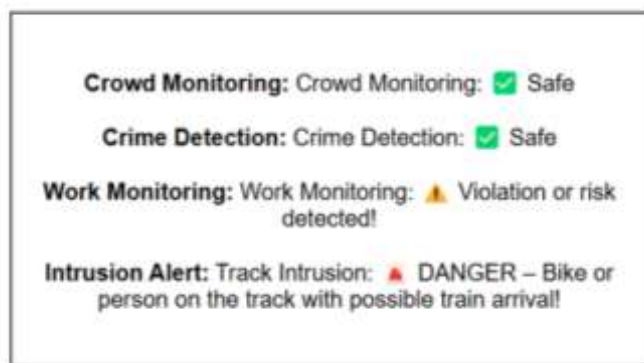 Crowd Monitoring: Crowd Monitoring: ✅ Safe
Crime Detection: Crime Detection: ✅ Safe
Work Monitoring: Work Monitoring: ⚠️ Violation or risk
detected!
Intrusion Alert: Track Intrusion: 🚨 DANGER – Bike or
person on the track with possible train arrival!